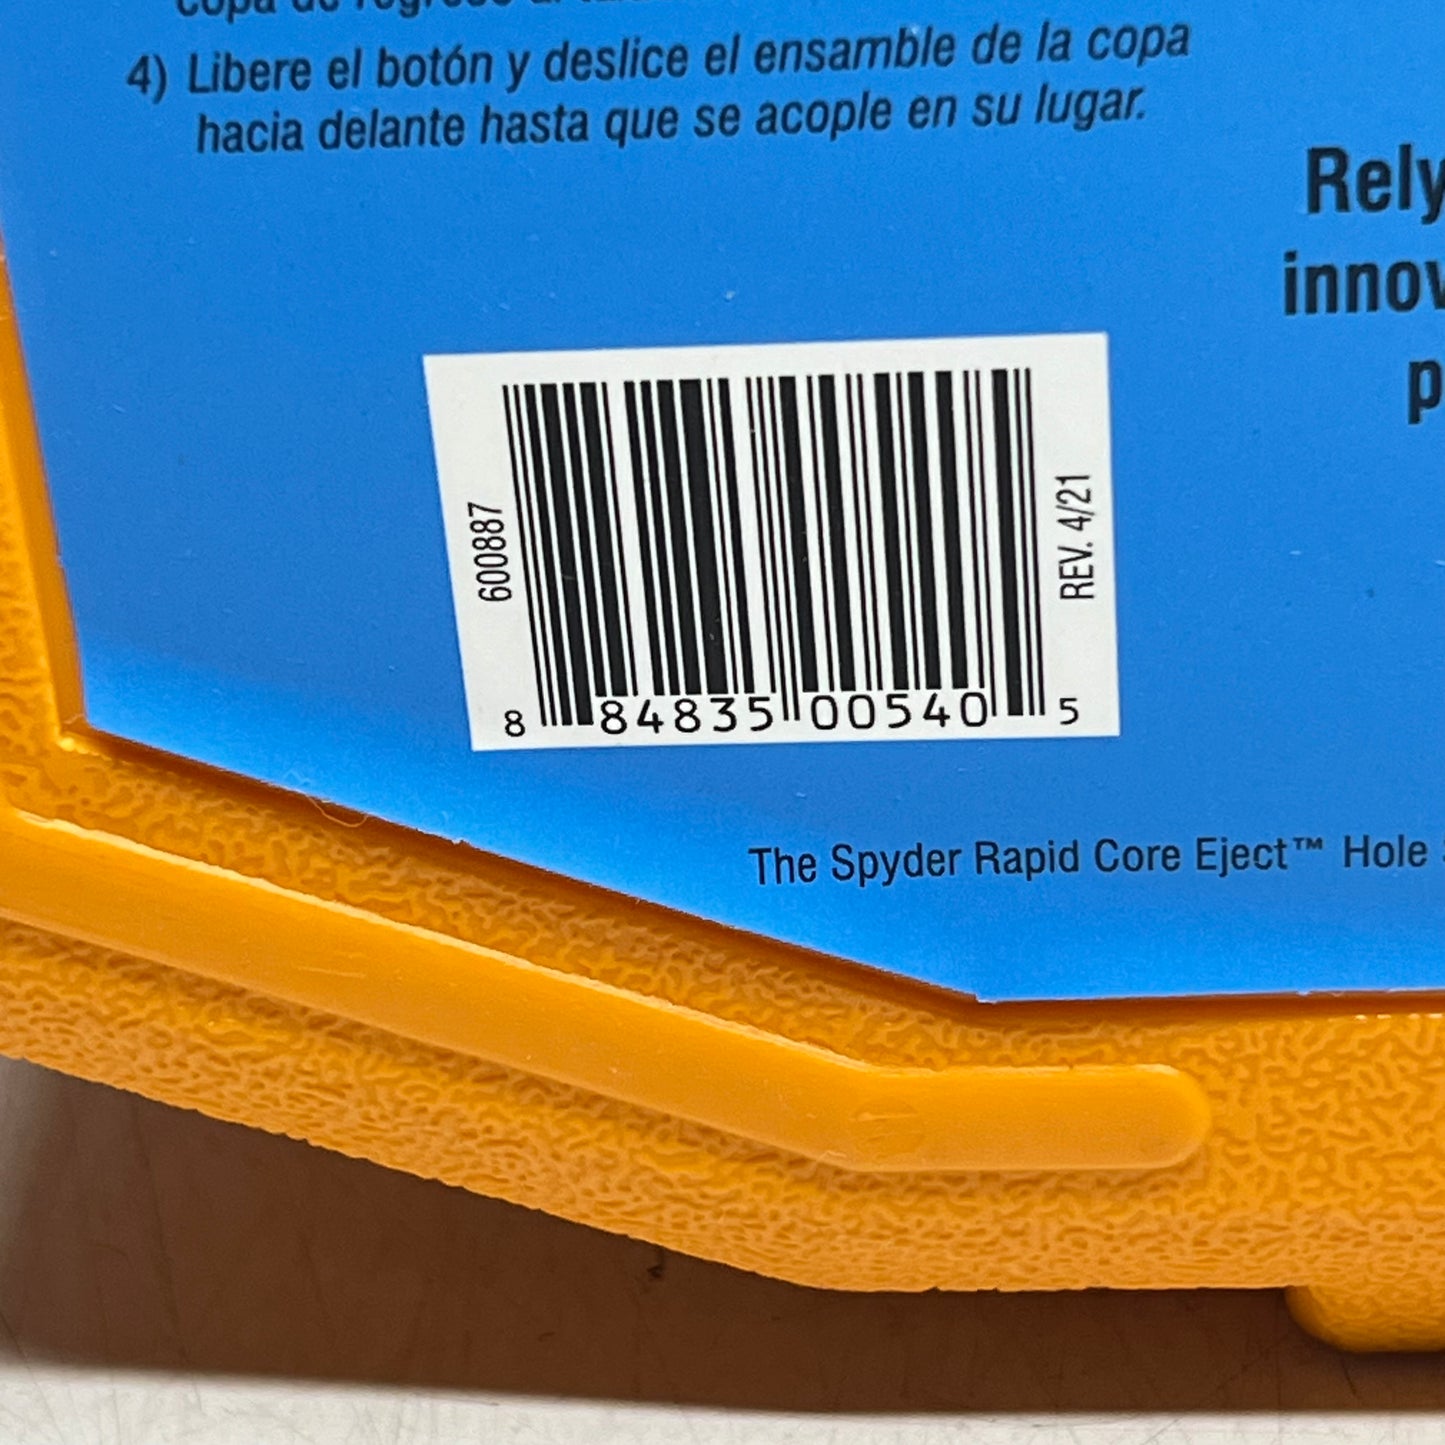 4) Libere el botón y deslice el ensamble de la copa
hacia delante hasta que se acople en su lugar.
Rely
600887
REV. 4/21
8 84835 00540 5
The Spyder Rapid Core Eject™ Hole